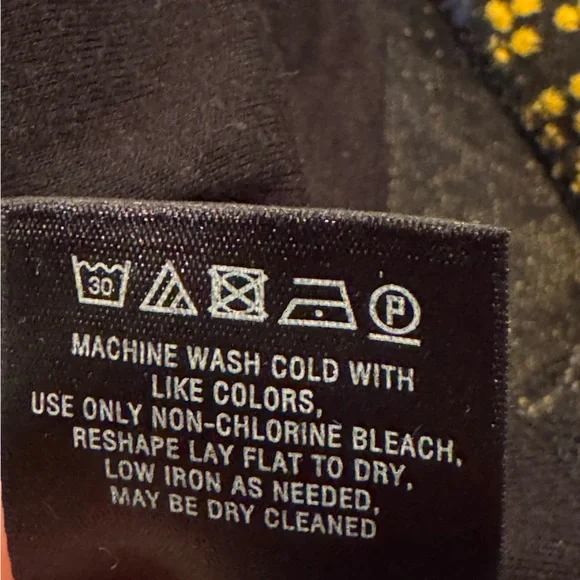 30 P
MACHINE WASH COLD WITH
LIKE COLORS,
USE ONLY NON-CHLORINE BLEACH,
RESHAPE LAY FLAT TO DRY,
LOW IRON AS NEEDED,
MAY BE DRY CLEANED